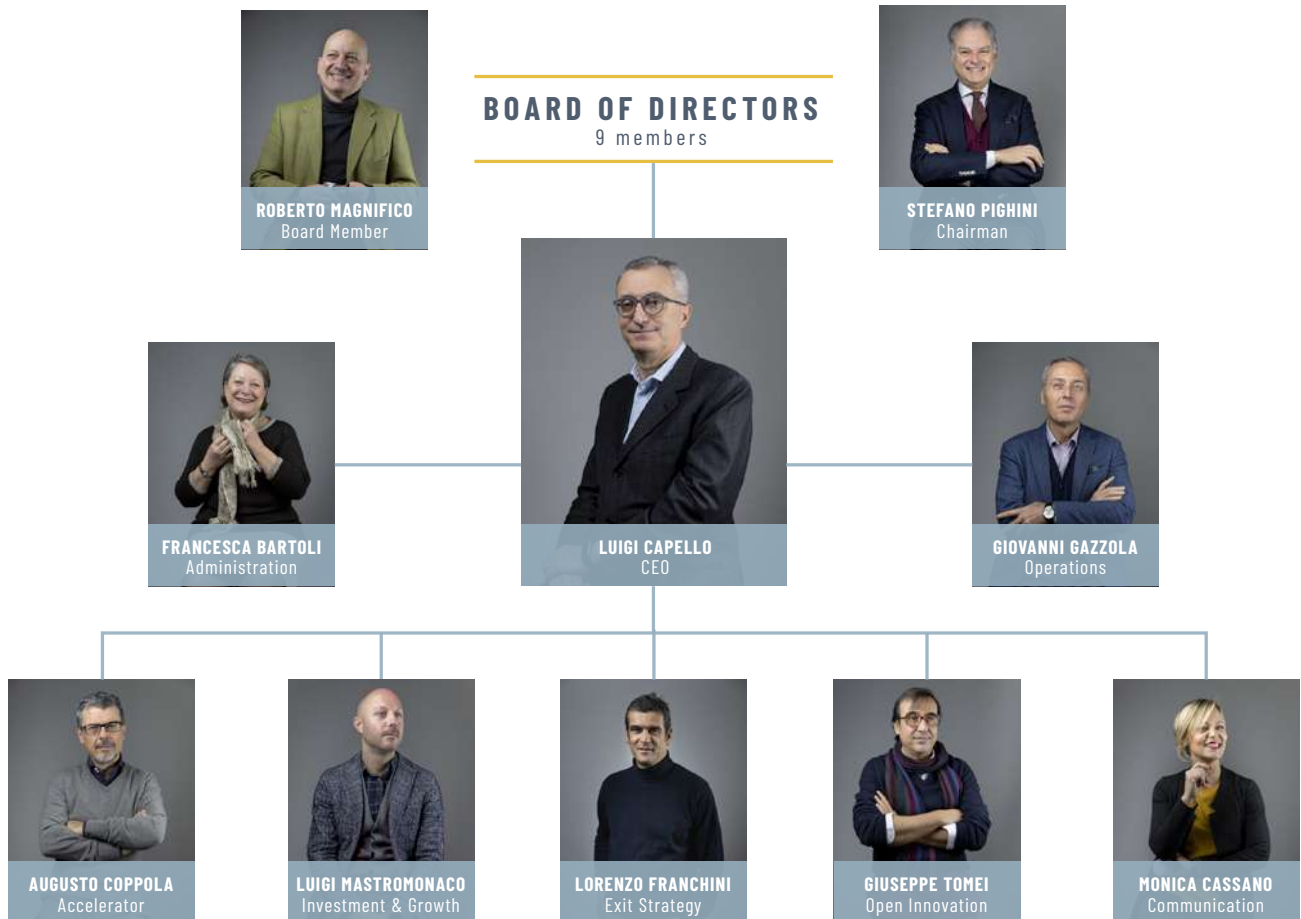 BOARD OF DIRECTORS
9 members
ROBERTO MAGNIFICO
Board Member
STEFANO PIGHINI
Chairman
FRANCESCA BARTOLI
Administration
LUIGI CAPELLO
CEO
GIOVANNI GAZZOLA
Operations
AUGUSTO COPPOLA
Accelerator
LUIGI MASTROMONACO
Investment & Growth
LORENZO FRANCHINI
Exit Strategy
GIUSEPPE TOMEI
Open Innovation
MONICA CASSANO
Communication